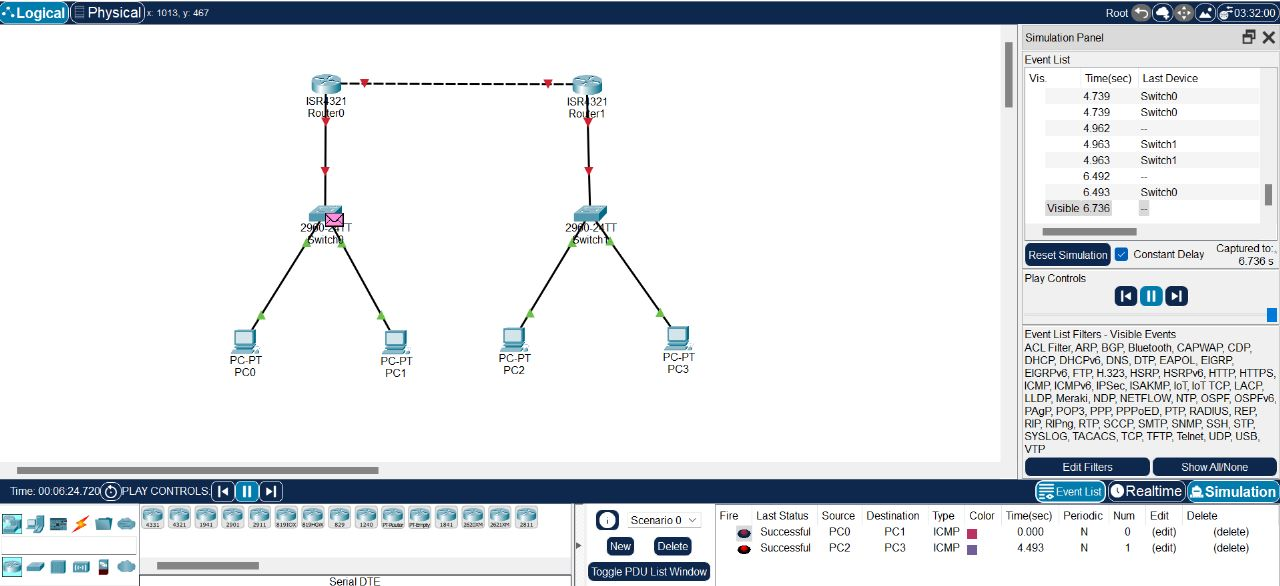 Logical Physical x: 1013, y: 467 Root 03:32:00
Simulation Panel
Event List
Vis. Time(sec) Last Device
4.739 Switch0
4.739 Switch0
4.962 --
4.963 Switch1
4.963 Switch1
6.492 --
6.493 Switch0
Visible 6.736 --
Reset Simulation Constant Delay Captured to:
6.736 s
Play Controls
Event List Filters - Visible Events
ACL Filter, ARP, BGP, Bluetooth, CAPWAP, CDP,
DHCP, DHCPv6, DNS, DTP, EAPOL, EIGRP,
EIGRPv6, FTP, H.323, HSRP, HSRPv6, HTTP, HTTPS,
ICMP, ICMPv6, IPSec, ISAKMP, IoT, IoT TCP, LACP,
LLDP, Meraki, NDP, NETFLOW, NTP, OSPF, OSPFv6,
PAgP, POP3, PPP, PPPoED, PTP, RADIUS, REP,
RIP, RIPng, RTP, SCCP, SMTP, SNMP, SSH, STP,
SYSLOG, TACACS, TCP, TFTP, Telnet, UDP, USB,
VTP
Edit Filters Show All/None
ISR4321
Router0
ISR4321
Router1
2960-24TT
Switch0
2960-24TT
Switch1
PC-PT
PC0
PC-PT
PC1
PC-PT
PC2
PC-PT
PC3
Time: 00:06:24.720 PLAY CONTROLS: Event List Realtime Simulation
4331 4321 1941 2901 2911 819IOX 819HGW 829 1240 PT-Router PT-Empty 1841 2620XM 2621XM 2811
Serial DTE
Scenario 0
New Delete
Toggle PDU List Window
Fire Last Status Source Destination Type Color Time(sec) Periodic Num Edit Delete
Successful PC0 PC1 ICMP 0.000 N 0 (edit) (delete)
Successful PC2 PC3 ICMP 4.493 N 1 (edit) (delete)